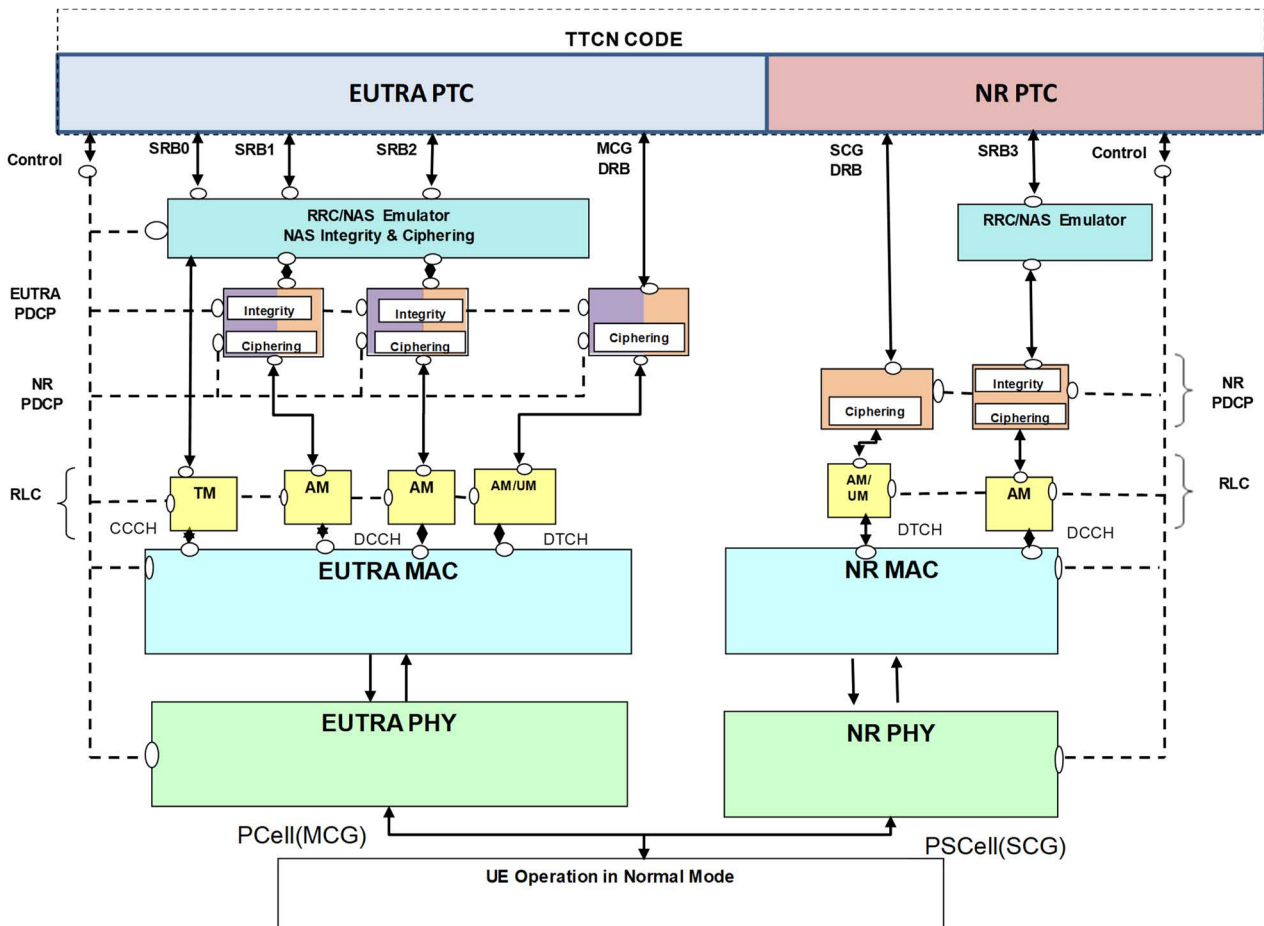 TTCN CODE
EUTRA PTC
NR PTC
Control
SRB0
SRB1
SRB2
MCG
DRB
SCG
DRB
SRB3
Control
RRC/NAS Emulator
NAS Integrity & Ciphering
RRC/NAS Emulator
EUTRA
PDCP
Integrity
Ciphering
Integrity
Ciphering
Ciphering
NR
PDCP
Ciphering
Integrity
Ciphering
NR
PDCP
RLC
TM
AM
AM
AM/UM
AM/
UM
AM
RLC
CCCH
DCCH
DTCH
DTCH
DCCH
EUTRA MAC
NR MAC
EUTRA PHY
NR PHY
PCell(MCG)
PSCell(SCG)
UE Operation in Normal Mode